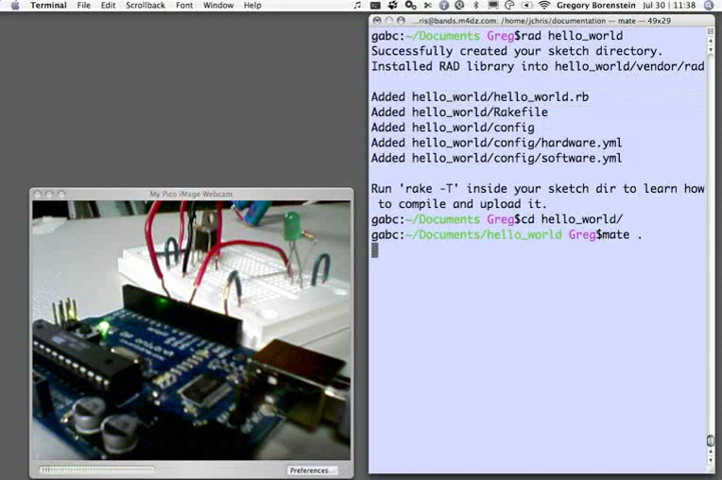 Terminal File Edit Scrollback Font Window Help
Gregory Borenstein Jul 30 11:38
...ris@bands.m4dz.com: /home/jchris/documentation — mate — 49x29
gabc:~/Documents Greg$rad hello_world
Successfully created your sketch directory.
Installed RAD library into hello_world/vendor/rad
Added hello_world/hello_world.rb
Added hello_world/Rakefile
Added hello_world/config
Added hello_world/config/hardware.yml
Added hello_world/config/software.yml
Run 'rake -T' inside your sketch dir to learn how
to compile and upload it.
gabc:~/Documents Greg$cd hello_world/
gabc:~/Documents/hello_world Greg$mate .
My Pico iMage Webcam
Preferences...